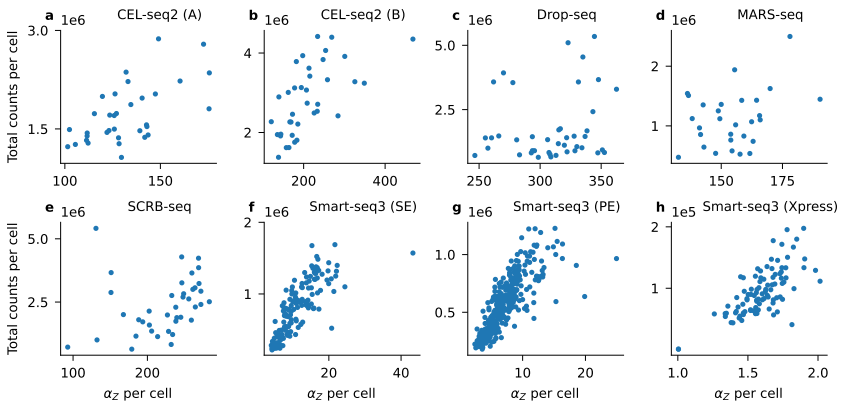 a CEL-seq2 (A)
1e6
3.0
1.5
100 150
Total counts per cell
b CEL-seq2 (B)
1e6
4
2
200 400
c Drop-seq
1e6
5.0
2.5
250 300 350
d MARS-seq
1e6
2
1
150 175
e SCRB-seq
1e6
5.0
2.5
100 200
Total counts per cell
αZ per cell
f Smart-seq3 (SE)
1e6
2
1
20 40
αZ per cell
g Smart-seq3 (PE)
1e6
1.0
0.5
10 20
αZ per cell
h Smart-seq3 (Xpress)
1e5
2
1
1.0 1.5 2.0
αZ per cell